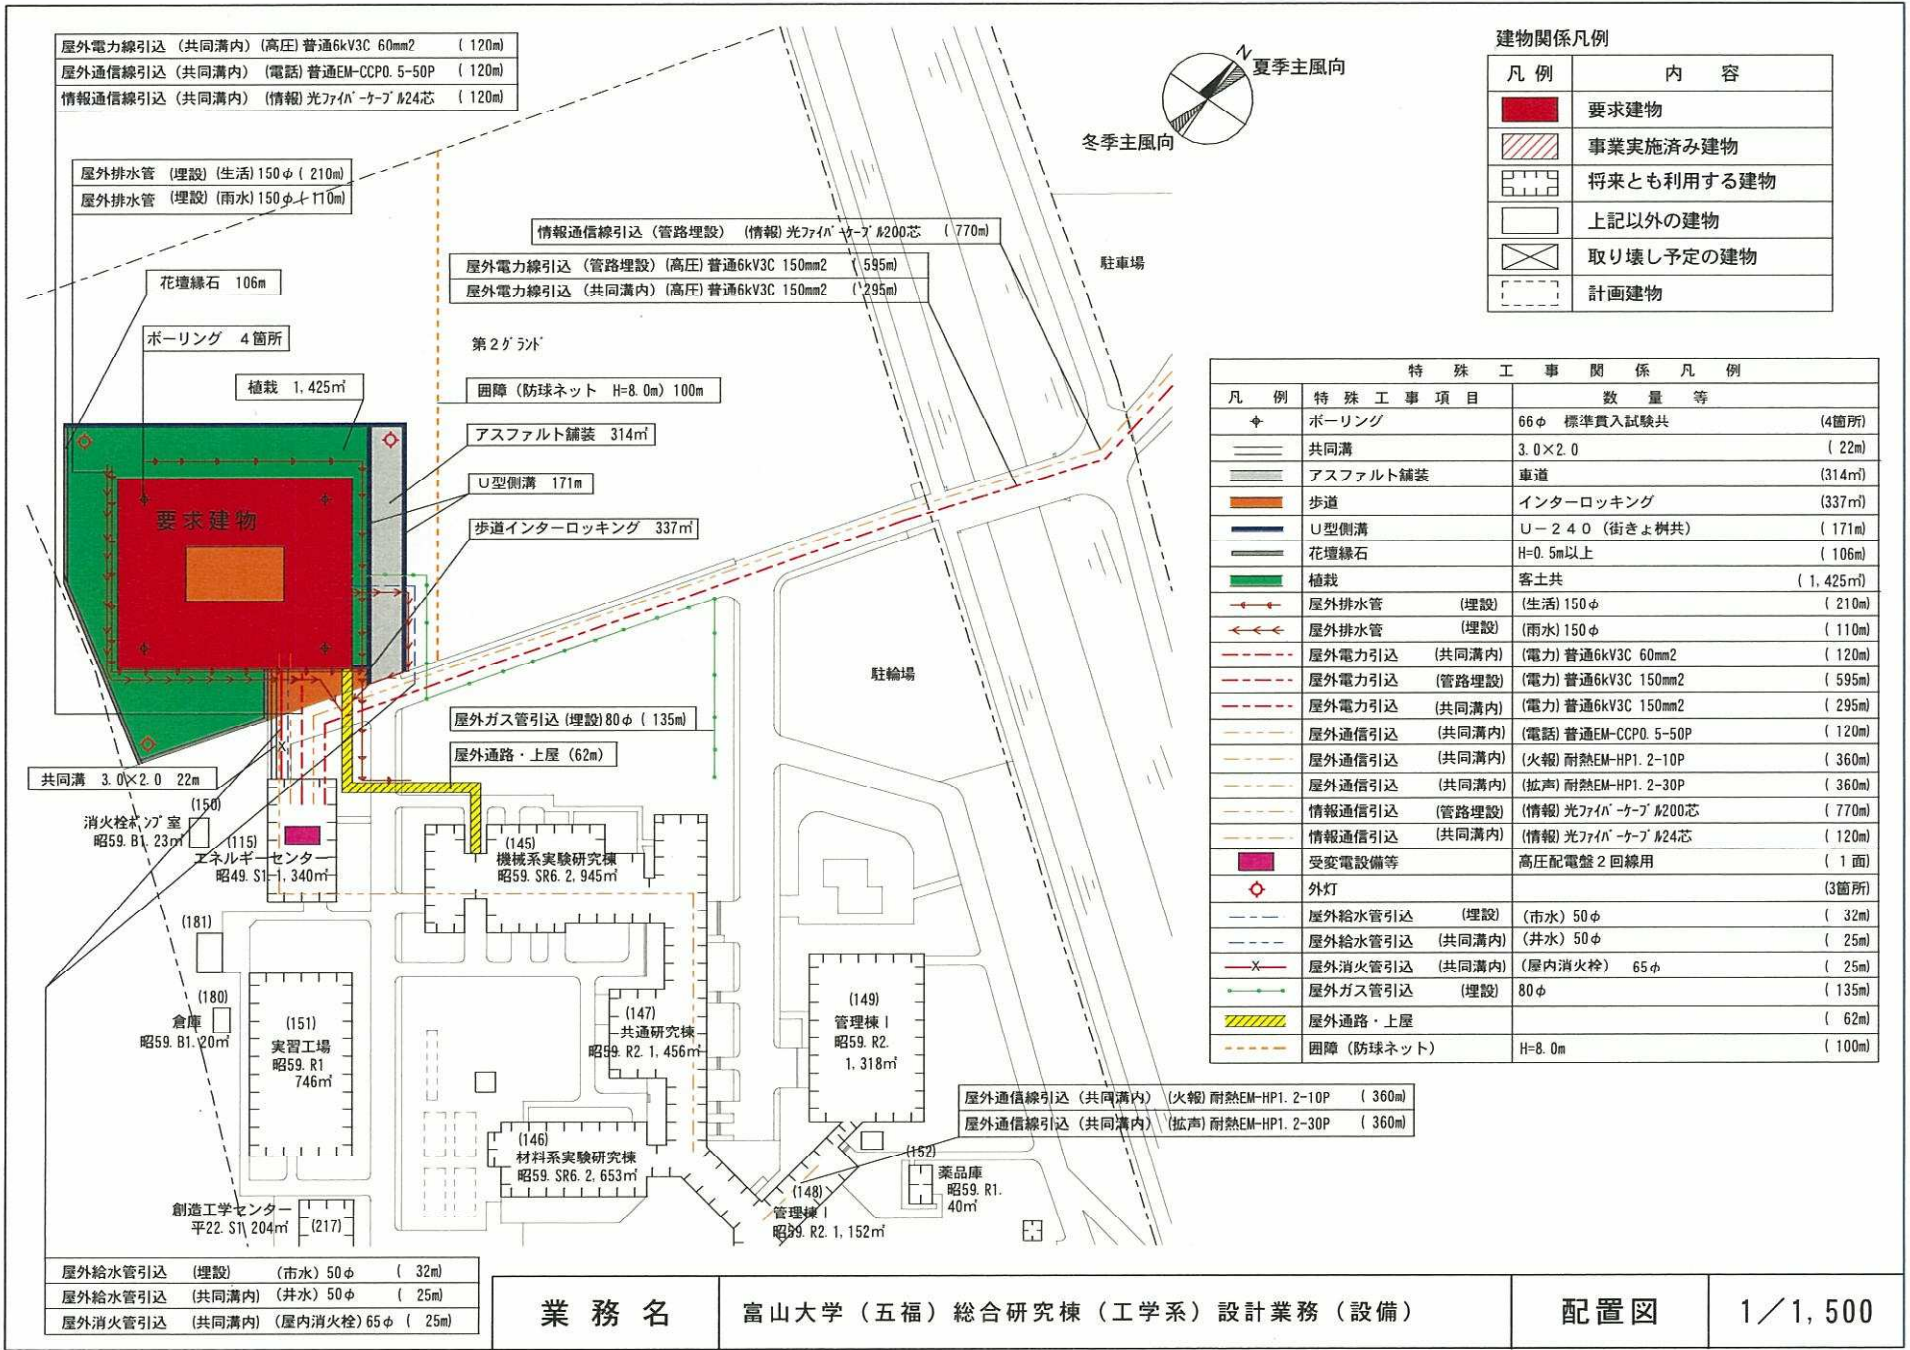 屋外電力線引込 (共同溝内) (高圧) 普通6kV3C 60mm2 ( 120m)
屋外通信線引込 (共同溝内) (電話) 普通EM-CCP0.5-50P ( 120m)
情報通信線引込 (共同溝内) (情報) 光ファイバーケーブル24芯 ( 120m)
屋外排水管 (埋設) (生活) 150φ ( 210m)
屋外排水管 (埋設) (雨水) 150φ ( 110m)
N
夏季主風向
冬季主風向
建物関係凡例
凡 例 内 容
要求建物
事業実施済み建物
将来とも利用する建物
上記以外の建物
取り壊し予定の建物
計画建物
情報通信線引込 (管路埋設) (情報) 光ファイバーケーブル200芯 ( 770m)
屋外電力線引込 (管路埋設) (高圧) 普通6kV3C 150mm2 ( 595m)
屋外電力線引込 (共同溝内) (高圧) 普通6kV3C 150mm2 ( 295m)
駐車場
花壇縁石 106m
ボーリング 4箇所
植栽 1,425㎡
第2グランド
囲障 (防球ネット H=8.0m) 100m
アスファルト舗装 314㎡
U型側溝 171m
歩道インターロッキング 337㎡
要求建物
駐輪場
屋外ガス管引込 (埋設) 80φ ( 135m)
屋外通路・上屋 (62m)
共同溝 3.0×2.0 22m
特 殊 工 事 関 係 凡 例
凡 例 特 殊 工 事 項 目 数 量 等
ボーリング 66φ 標準貫入試験共 (4箇所)
共同溝 3.0×2.0 ( 22m)
アスファルト舗装 車道 (314㎡)
歩道 インターロッキング (337㎡)
U型側溝 U-240 (街きょ桝共) ( 171m)
花壇縁石 H=0.5m以上 ( 106m)
植栽 客土共 ( 1,425㎡)
屋外排水管 (埋設) (生活) 150φ ( 210m)
屋外排水管 (埋設) (雨水) 150φ ( 110m)
屋外電力引込 (共同溝内) (電力) 普通6kV3C 60mm2 ( 120m)
屋外電力引込 (管路埋設) (電力) 普通6kV3C 150mm2 ( 595m)
屋外電力引込 (共同溝内) (電力) 普通6kV3C 150mm2 ( 295m)
屋外通信引込 (共同溝内) (電話) 普通EM-CCP0.5-50P ( 120m)
屋外通信引込 (共同溝内) (火報) 耐熱EM-HP1.2-10P ( 360m)
屋外通信引込 (共同溝内) (拡声) 耐熱EM-HP1.2-30P ( 360m)
情報通信引込 (管路埋設) (情報) 光ファイバーケーブル200芯 ( 770m)
情報通信引込 (共同溝内) (情報) 光ファイバーケーブル24芯 ( 120m)
受変電設備等 高圧配電盤2回線用 ( 1面)
外灯 (3箇所)
屋外給水管引込 (埋設) (市水) 50φ ( 32m)
屋外給水管引込 (共同溝内) (井水) 50φ ( 25m)
屋外消火管引込 (共同溝内) (屋内消火栓) 65φ ( 25m)
屋外ガス管引込 (埋設) 80φ ( 135m)
屋外通路・上屋 ( 62m)
囲障 (防球ネット) H=8.0m ( 100m)
(150)
消火栓ポンプ室
昭59.B1.23㎡
(115)
エネルギーセンター
昭49.S1-1,340㎡
(145)
機械系実験研究棟
昭59.SR6.2,945㎡
(181)
(180)
倉庫
昭59.B1.20㎡
(151)
実習工場
昭59.R1
746㎡
(147)
共通研究棟
昭59.R2.1,456㎡
(149)
管理棟Ⅰ
昭59.R2.
1,318㎡
(146)
材料系実験研究棟
昭59.SR6.2,653㎡
屋外通信線引込 (共同溝内) (火報) 耐熱EM-HP1.2-10P ( 360m)
屋外通信線引込 (共同溝内) (拡声) 耐熱EM-HP1.2-30P ( 360m)
(152)
薬品庫
昭59.R1.
40㎡
(148)
管理棟Ⅰ
昭59.R2.1,152㎡
創造工学センター
平22.S1 204㎡
(217)
屋外給水管引込 (埋設) (市水) 50φ ( 32m)
屋外給水管引込 (共同溝内) (井水) 50φ ( 25m)
屋外消火管引込 (共同溝内) (屋内消火栓) 65φ ( 25m)
業務名 富山大学(五福)総合研究棟(工学系)設計業務(設備) 配置図 1/1,500